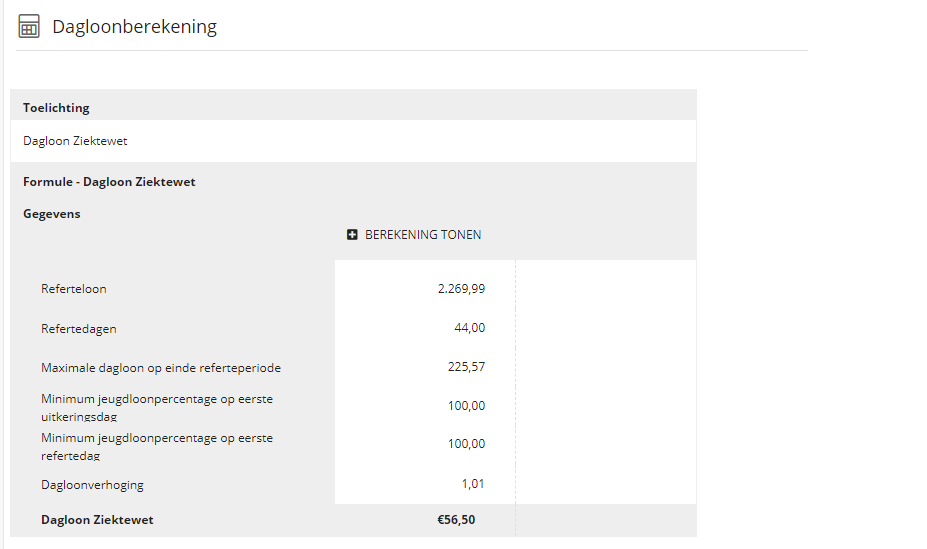 Dagloonberekening
Toelichting
Dagloon Ziektewet
Formule - Dagloon Ziektewet
Gegevens
BEREKENING TONEN
Referteloon 2.269,99
Refertedagen 44,00
Maximale dagloon op einde referteperiode 225,57
Minimum jeugdloonpercentage op eerste
uitkeringsdag 100,00
Minimum jeugdloonpercentage op eerste
refertedag 100,00
Dagloonverhoging 1,01
Dagloon Ziektewet €56,50